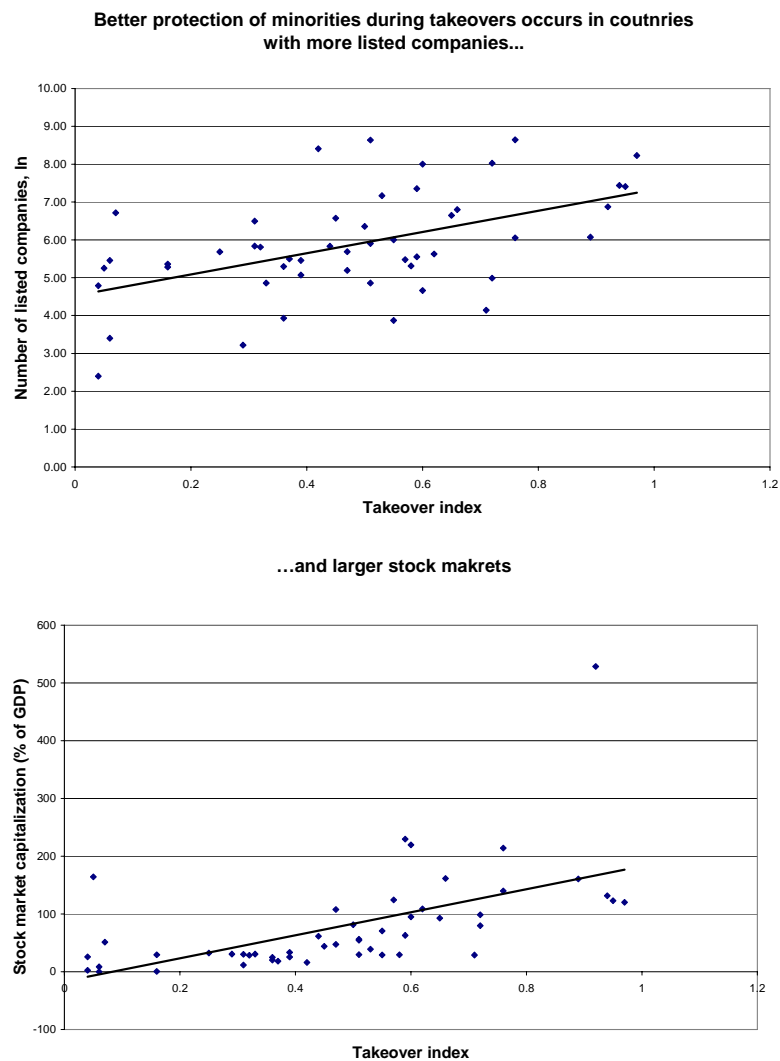 Better protection of minorities during takeovers occurs in coutnries
with more listed companies...
10.00
9.00
8.00
7.00
6.00
5.00
4.00
3.00
2.00
1.00
0.00
Number of listed companies, ln
0 0.2 0.4 0.6 0.8 1 1.2
Takeover index
...and larger stock makrets
600
500
400
300
200
100
0
-100
Stock market capitalization (% of GDP)
0 0.2 0.4 0.6 0.8 1 1.2
Takeover index